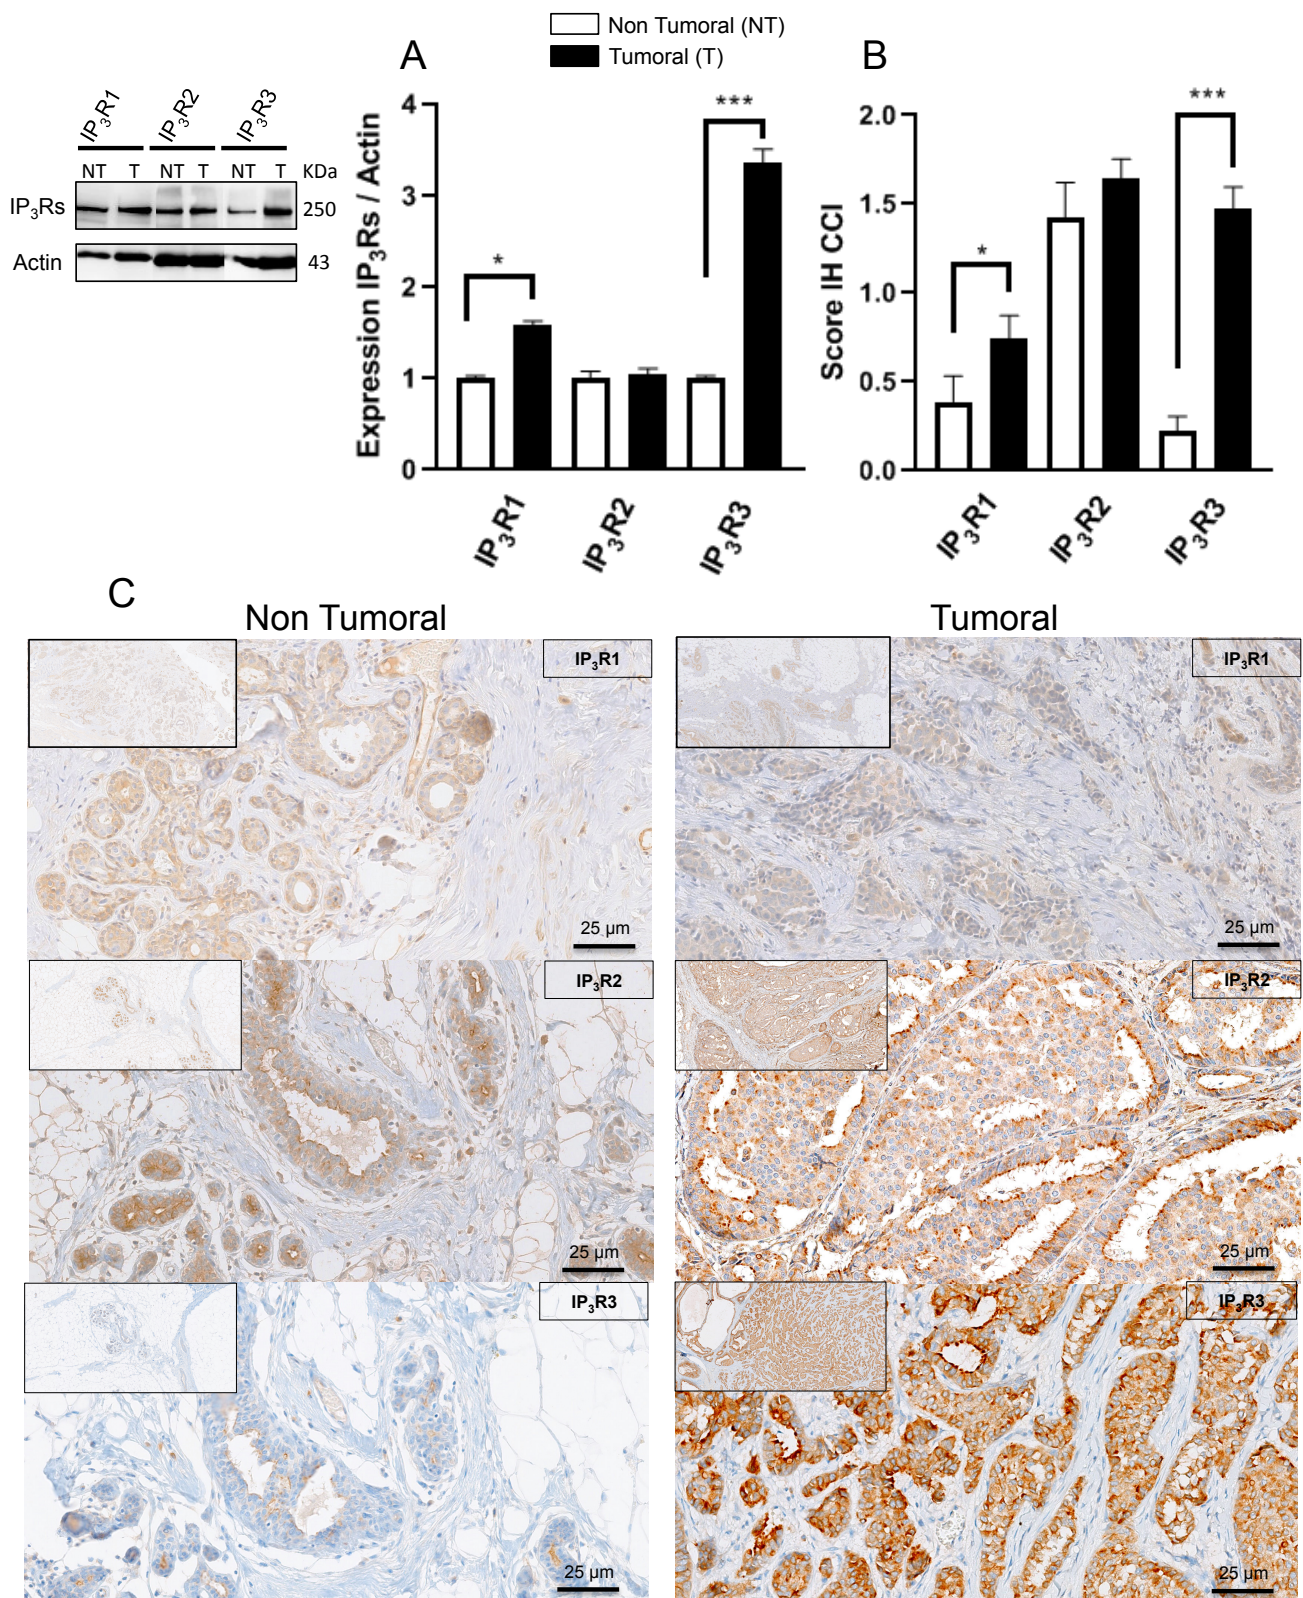 Non Tumoral (NT)
Tumoral (T)
IP₃R1 IP₃R2 IP₃R3
NT T NT T NT T KDa
IP₃Rs 250
Actin 43
A
Expression IP₃Rs / Actin
4
3
2
1
0
*
***
IP₃R1 IP₃R2 IP₃R3
B
Score IH CCI
2.0
1.5
1.0
0.5
0.0
*
***
IP₃R1 IP₃R2 IP₃R3
C
Non Tumoral Tumoral
IP₃R1
25 µm
IP₃R1
25 µm
IP₃R2
25 µm
IP₃R2
25 µm
IP₃R3
25 µm
IP₃R3
25 µm